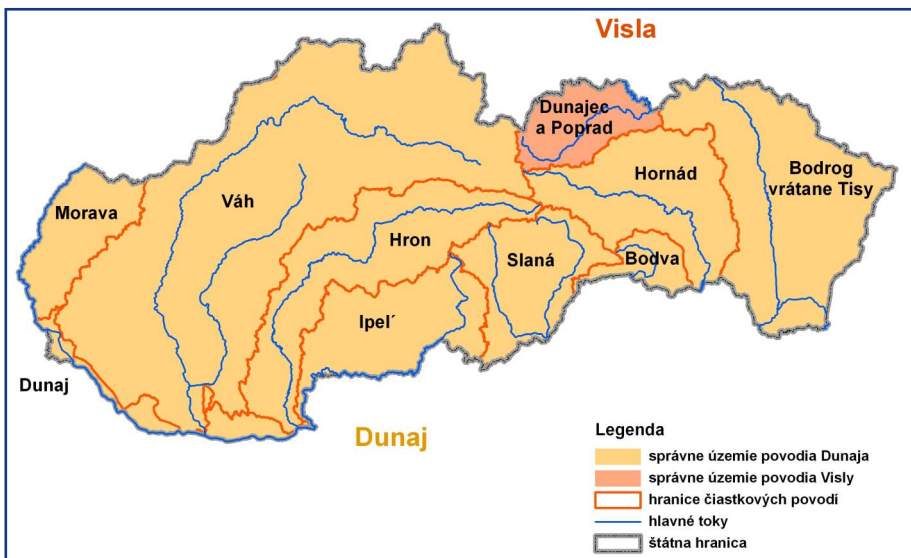 Visla
Dunajec
a Poprad
Hornád
Bodrog
vrátane Tisy
Morava
Váh
Hron
Slaná
Bodva
Ipel´
Dunaj
Dunaj
Legenda
správne územie povodia Dunaja
správne územie povodia Visly
hranice čiastkových povodí
hlavné toky
štátna hranica